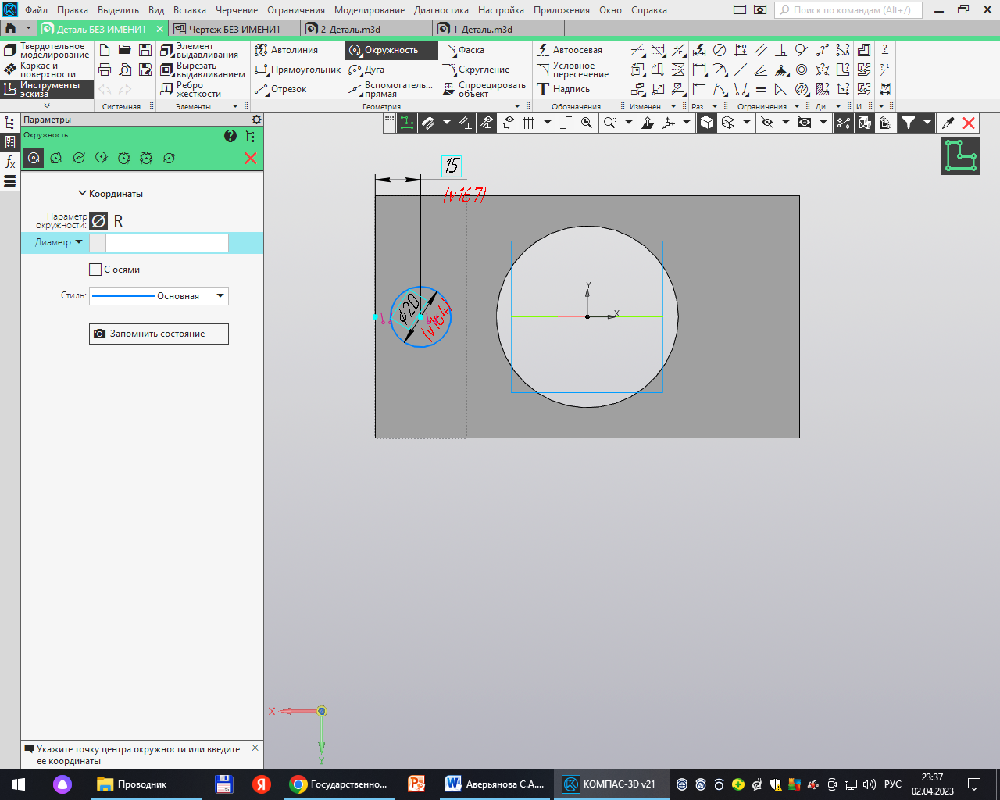 Файл Правка Выделить Вид Вставка Черчение Ограничения Моделирование Диагностика Настройка Приложения Окно Справка Поиск по командам (Alt+/)
Деталь БЕЗ ИМЕНИ1 Чертеж БЕЗ ИМЕНИ1 2_Деталь.m3d 1_Деталь.m3d
Твердотельное
моделирование
Каркас и
поверхности
Инструменты
эскиза
Системная
Элемент
выдавливания
Вырезать
выдавливанием
Ребро
жесткости
Элементы
Автолиния
Прямоугольник
Отрезок
Окружность
Дуга
Вспомогатель...
прямая
Фаска
Скругление
Спроецировать
объект
Геометрия
Автоосевая
Условное
пересечение
Надпись
Обозначения
Изменен...
Раз...
Ограничения
Ди...
И.
Параметры
Окружность
Координаты
Параметр
окружности:
R
Диаметр
С осями
Стиль: Основная
Запомнить состояние
15
(v167)
ϕ20
(v164)
Y
X
X
Y
Укажите точку центра окружности или введите
ее координаты
Проводник
Государственно...
Аверьянова С.А....
КОМПАС-3D v21
РУС
23:37
02.04.2023